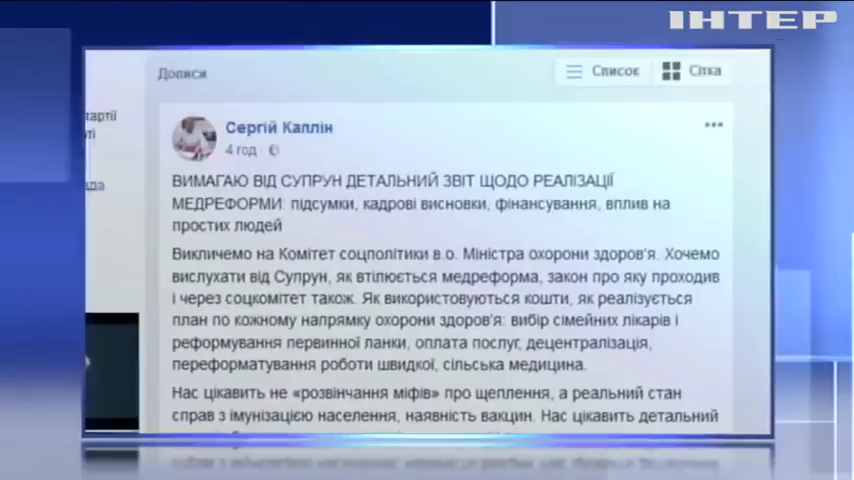 ІНТЕР
Дописи
Список
Сітка
Сергій Каплін
4 год
ВИМАГАЮ ВІД СУПРУН ДЕТАЛЬНИЙ ЗВІТ ЩОДО РЕАЛІЗАЦІЇ
МЕДРЕФОРМИ: підсумки, кадрові висновки, фінансування, вплив на
простих людей
Викличемо на Комітет соцполітики в.о. Міністра охорони здоров'я. Хочемо
вислухати від Супрун, як втілюється медреформа, закон про яку проходив
і через соцкомітет також. Як використовуються кошти, як реалізується
план по кожному напрямку охорони здоров'я: вибір сімейних лікарів і
реформування первинної ланки, оплата послуг, децентралізація,
переформатування роботи швидкої, сільська медицина.
Нас цікавить не «розвінчання міфів» про щеплення, а реальний стан
справ з імунізацією населення, наявність вакцин. Нас цікавить детальний